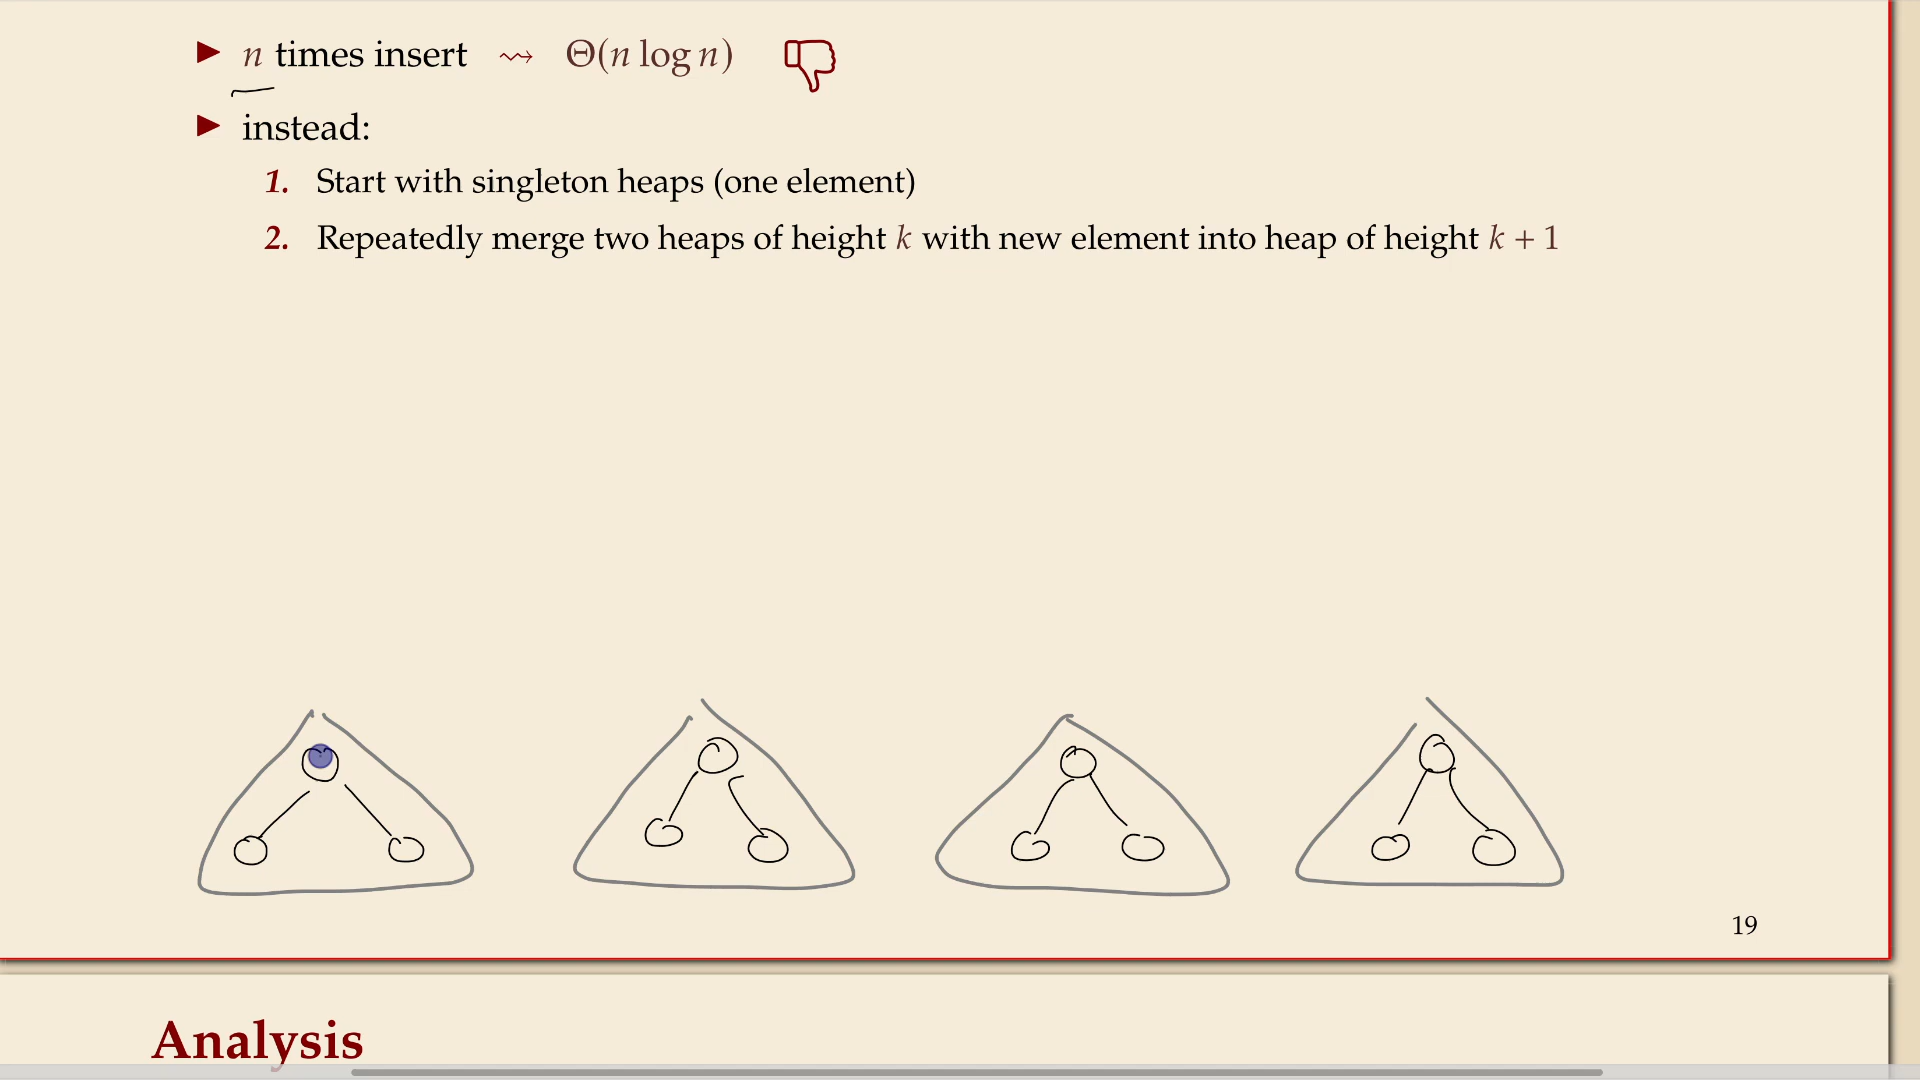 ▶ n times insert ⇝ Θ(n log n)
▶ instead:
1. Start with singleton heaps (one element)
2. Repeatedly merge two heaps of height k with new element into heap of height k + 1
19
Analysis